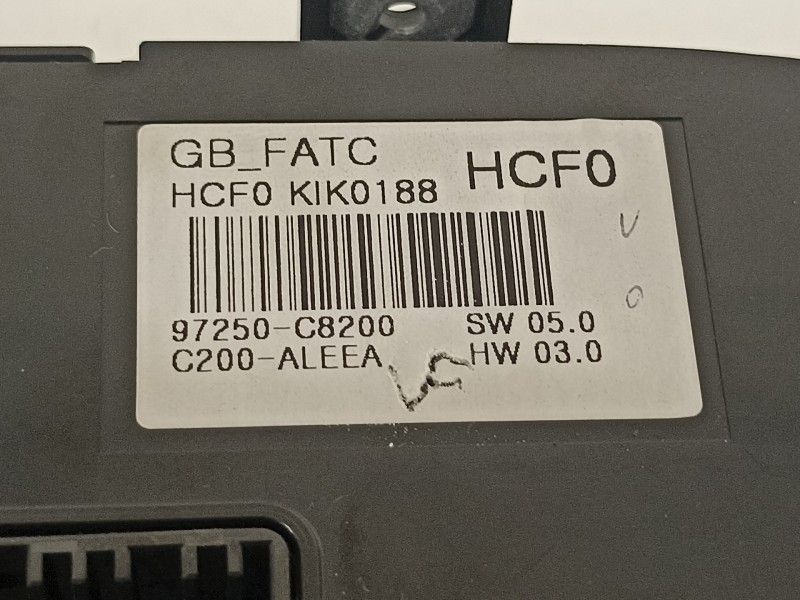 GB_FATC
HCF0 KIK0188
HCF0
97250-C8200
SW 05.0
C200-ALEEA
HW 03.0